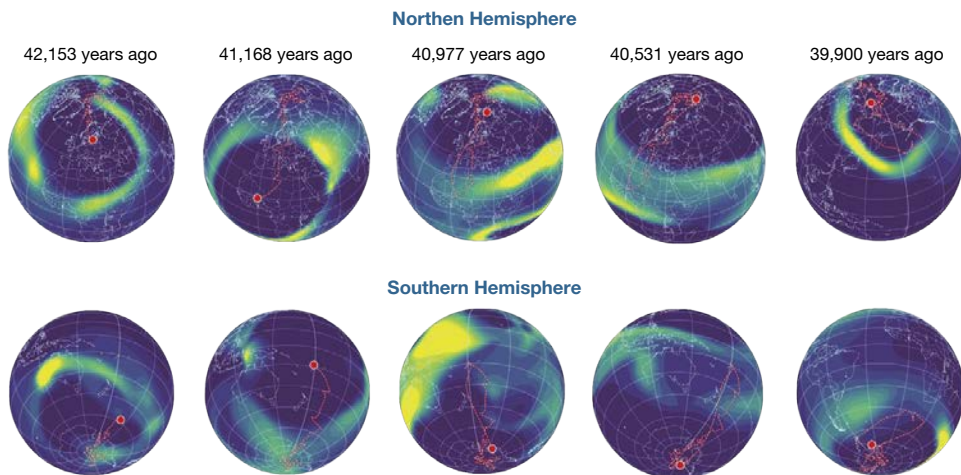 Northen Hemisphere
42,153 years ago
41,168 years ago
40,977 years ago
40,531 years ago
39,900 years ago
Southern Hemisphere